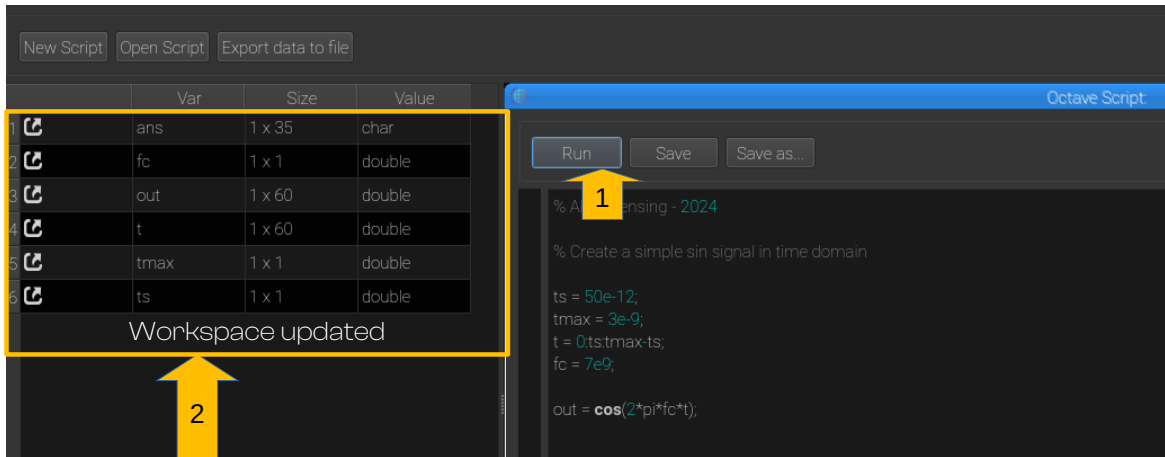 New Script Open Script Export data to file
Var Size Value
1 ans 1 x 35 char
2 fc 1 x 1 double
3 out 1 x 60 double
4 t 1 x 60 double
5 tmax 1 x 1 double
6 ts 1 x 1 double
Workspace updated
2
Octave Script:
Run Save Save as...
1
% A ensing - 2024
% Create a simple sin signal in time domain
ts = 50e-12;
tmax = 3e-9;
t = 0:ts:tmax-ts;
fc = 7e9;
out = cos(2*pi*fc*t);